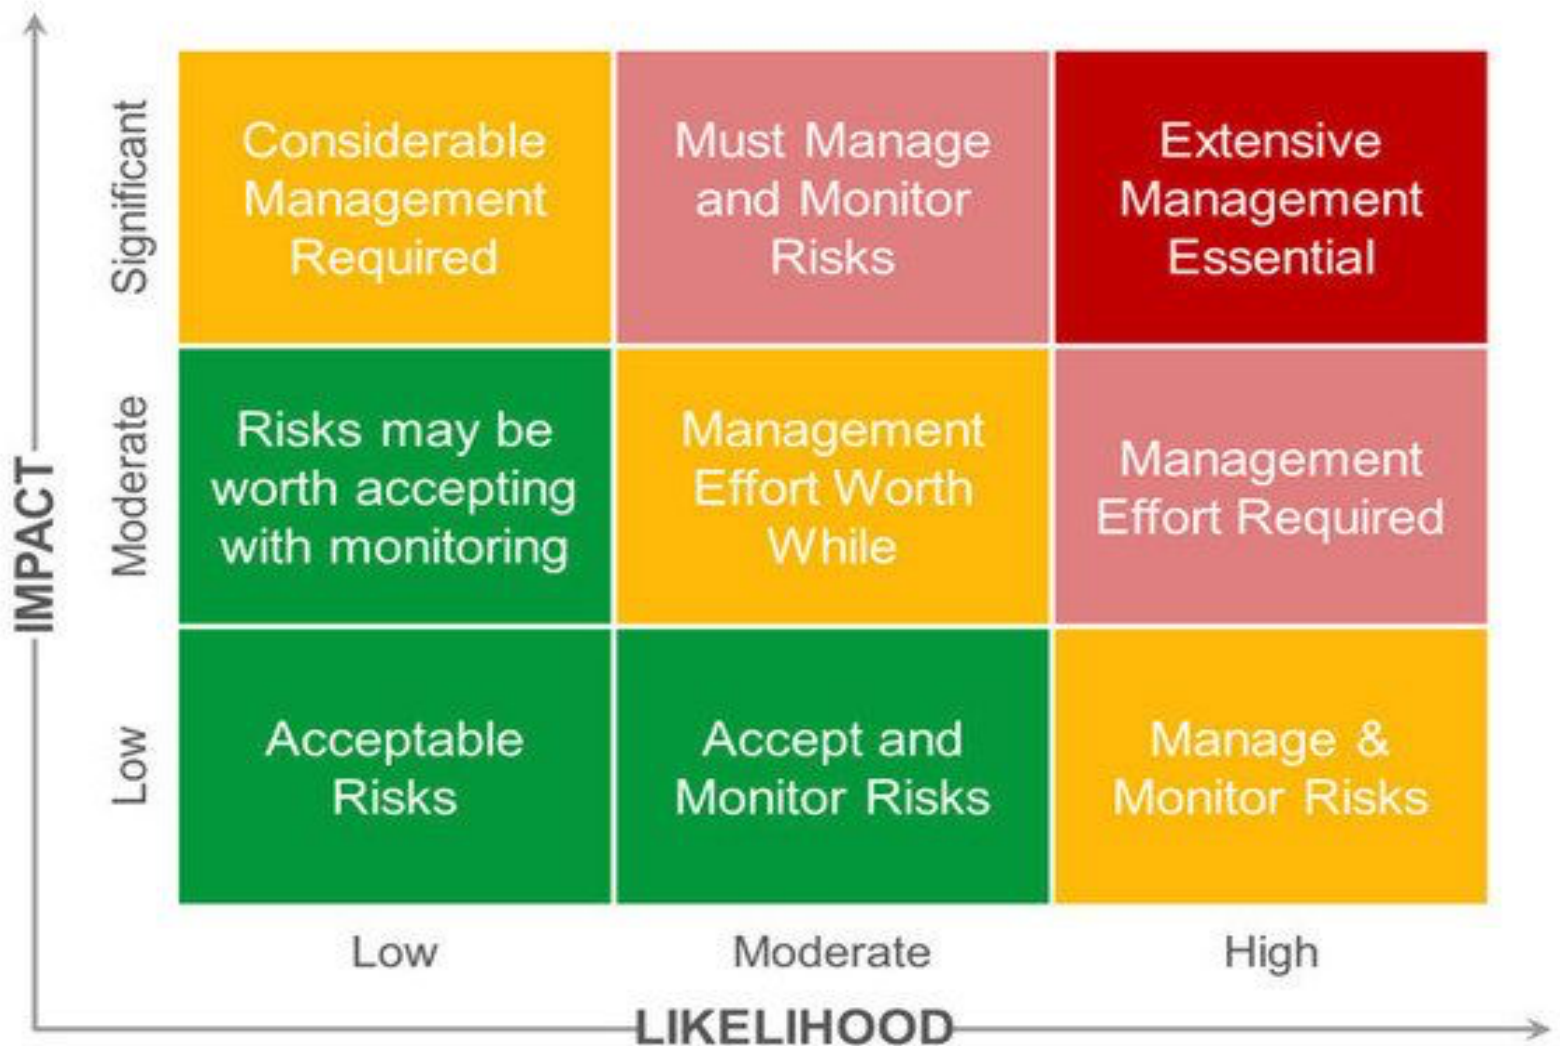 IMPACT
Significant
Considerable
Management
Required
Must Manage
and Monitor
Risks
Extensive
Management
Essential
Moderate
Risks may be
worth accepting
with monitoring
Management
Effort Worth
While
Management
Effort Required
Low
Acceptable
Risks
Accept and
Monitor Risks
Manage &
Monitor Risks
Low
Moderate
High
LIKELIHOOD